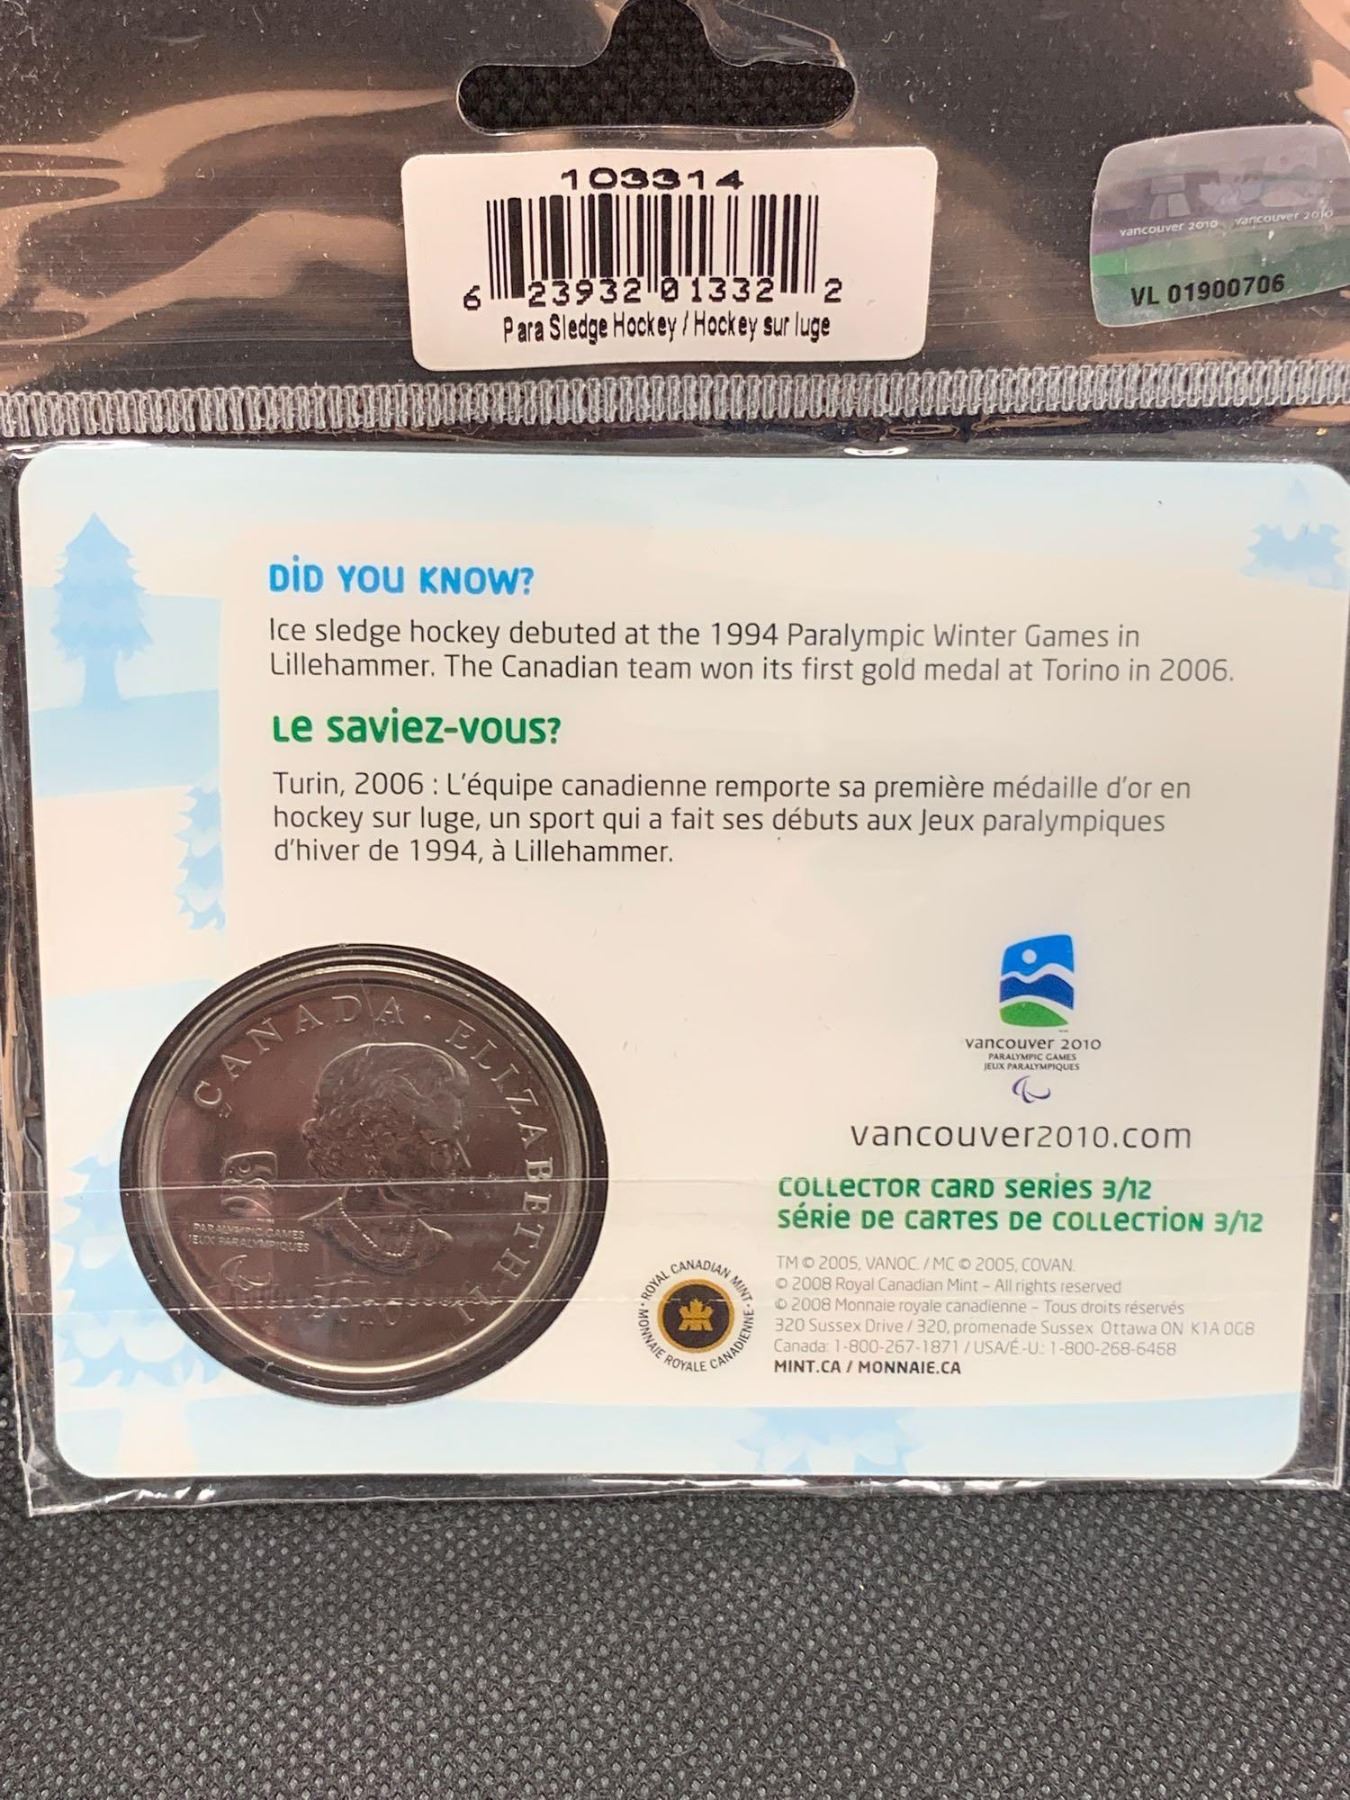 103314
6 23932 01332 2
Para Sledge Hockey / Hockey sur luge
vancouver 2010 vancouver 2010
VL 01900706
DiD YOU KNOW?
Ice sledge hockey debuted at the 1994 Paralympic Winter Games in
Lillehammer. The Canadian team won its first gold medal at Torino in 2006.
Le saviez-vous?
Turin, 2006 : L'équipe canadienne remporte sa première médaille d'or en
hockey sur luge, un sport qui a fait ses débuts aux Jeux paralympiques
d'hiver de 1994, à Lillehammer.
CANADA · ELIZABETH II
PARALYMPIC GAMES
JEUX PARALYMPIQUES
vancouver 2010
PARALYMPIC GAMES
JEUX PARALYMPIQUES
vancouver2010.com
COLLECTOR CARD SERIES 3/12
SÉRIE DE CARTES DE COLLECTION 3/12
ROYAL CANADIAN MINT · MONNAIE ROYALE CANADIENNE ·
TM © 2005, VANOC. / MC © 2005, COVAN.
© 2008 Royal Canadian Mint – All rights reserved
© 2008 Monnaie royale canadienne – Tous droits réservés
320 Sussex Drive / 320, promenade Sussex Ottawa ON K1A 0G8
Canada: 1-800-267-1871 / USA/É.-U.: 1-800-268-6468
MINT.CA / MONNAIE.CA